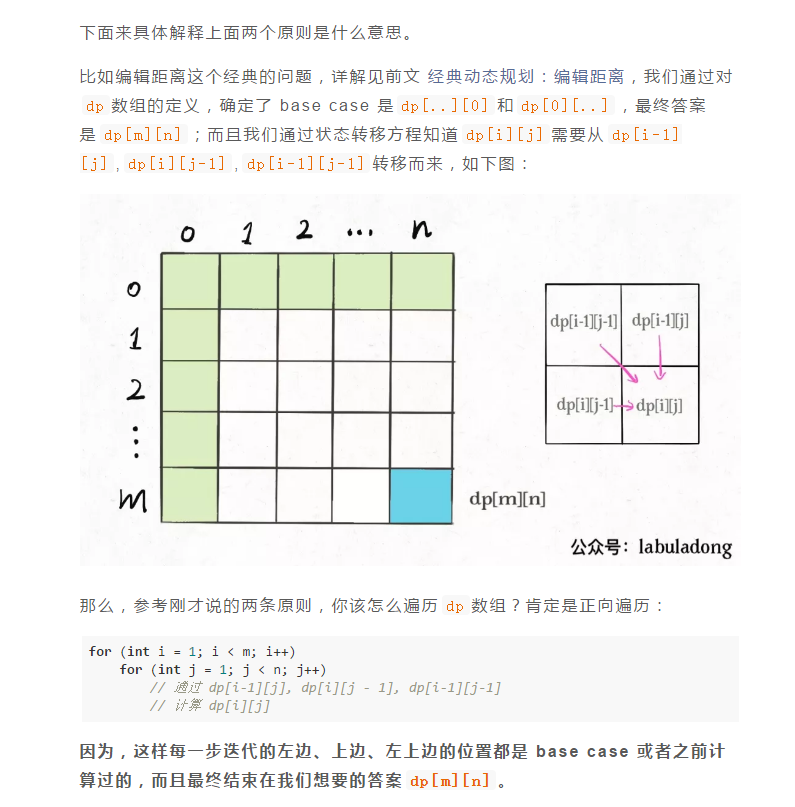 下面来具体解释上面两个原则是什么意思。
比如编辑距离这个经典的问题，详解见前文 经典动态规划：编辑距离，我们通过对
dp 数组的定义，确定了 base case 是 dp[..][0] 和 dp[0][..] ，最终答案
是 dp[m][n] ；而且我们通过状态转移方程知道 dp[i][j] 需要从 dp[i-1]
[j] , dp[i][j-1] , dp[i-1][j-1] 转移而来，如下图：
0 1 2 ... n
0
1
2
⋮
m
dp[m][n]
dp[i-1][j-1] dp[i-1][j]
dp[i][j-1] dp[i][j]
公众号：labuladong
那么，参考刚才说的两条原则，你该怎么遍历 dp 数组？肯定是正向遍历：
for (int i = 1; i < m; i++)
    for (int j = 1; j < n; j++)
        // 通过 dp[i-1][j], dp[i][j - 1], dp[i-1][j-1]
        // 计算 dp[i][j]
因为，这样每一步迭代的左边、上边、左上边的位置都是 base case 或者之前计
算过的，而且最终结束在我们想要的答案 dp[m][n] 。